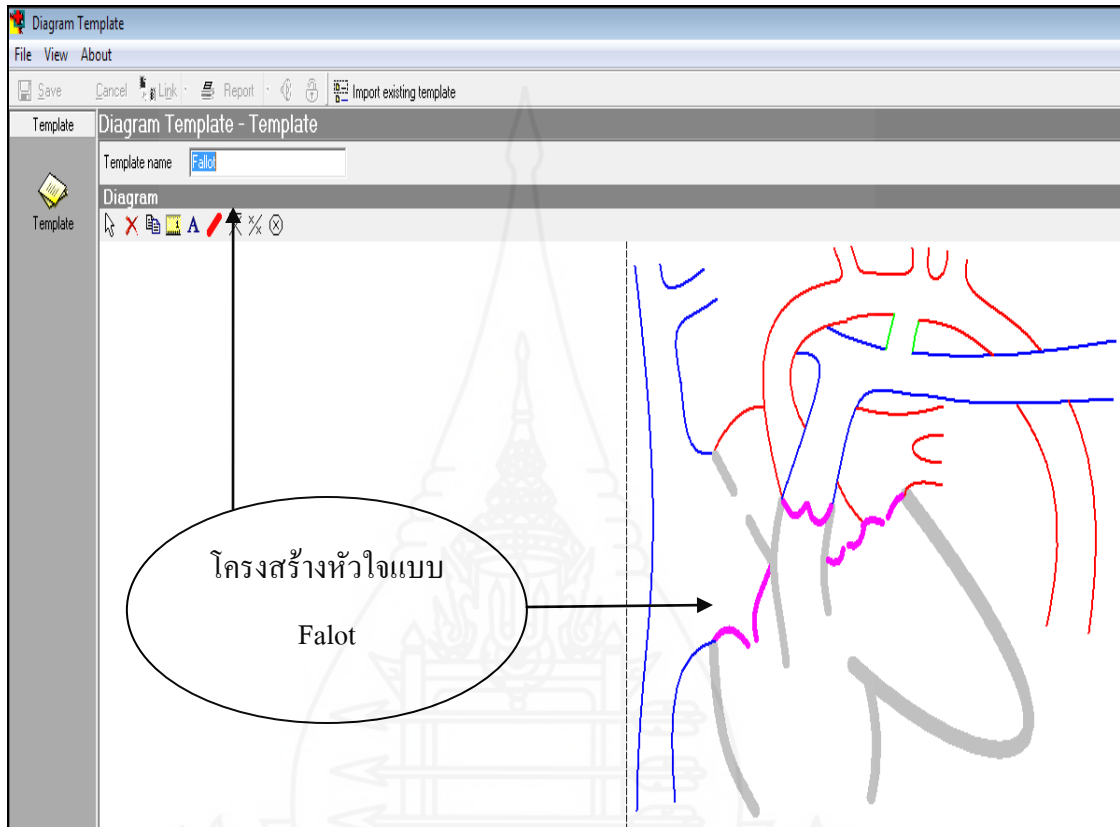 Diagram Template
File View About
Save Cancel Link Report Import existing template
Template Diagram Template - Template
Template name Fallot
Diagram
Template
โครงสร้างหัวใจแบบ
Falot